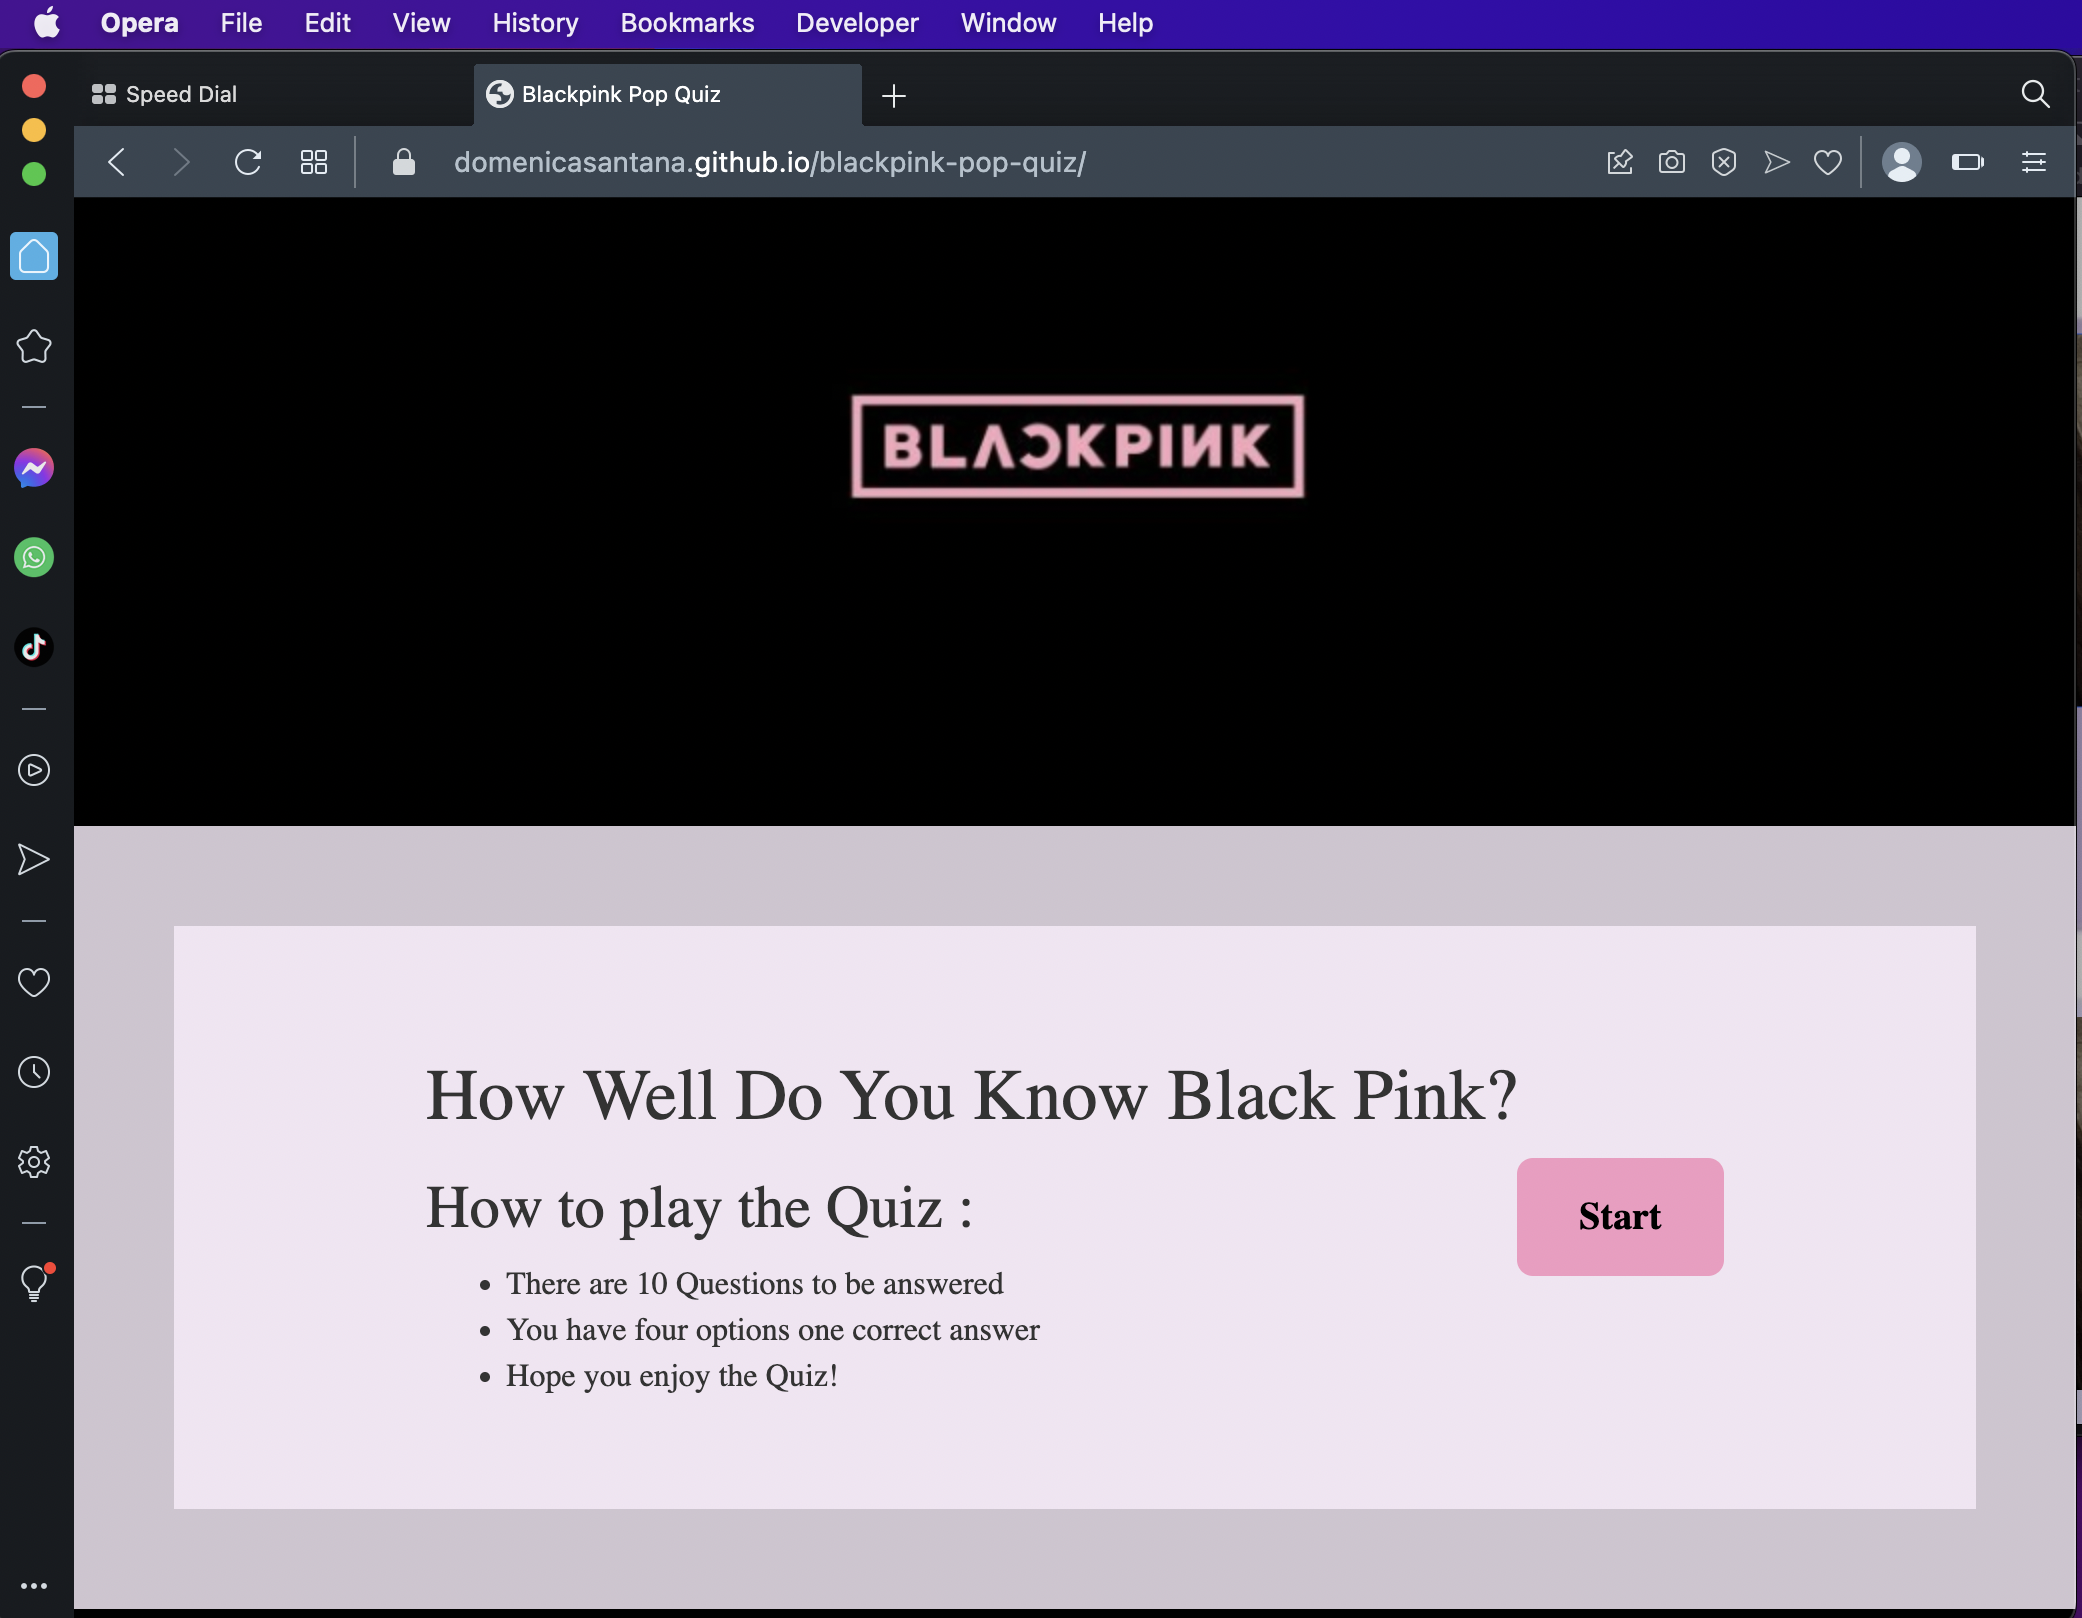 Opera File Edit View History Bookmarks Developer Window Help
Speed Dial Blackpink Pop Quiz
domenicasantana.github.io/blackpink-pop-quiz/
BLACKPINK
How Well Do You Know Black Pink?
How to play the Quiz :
Start
• There are 10 Questions to be answered
• You have four options one correct answer
• Hope you enjoy the Quiz!